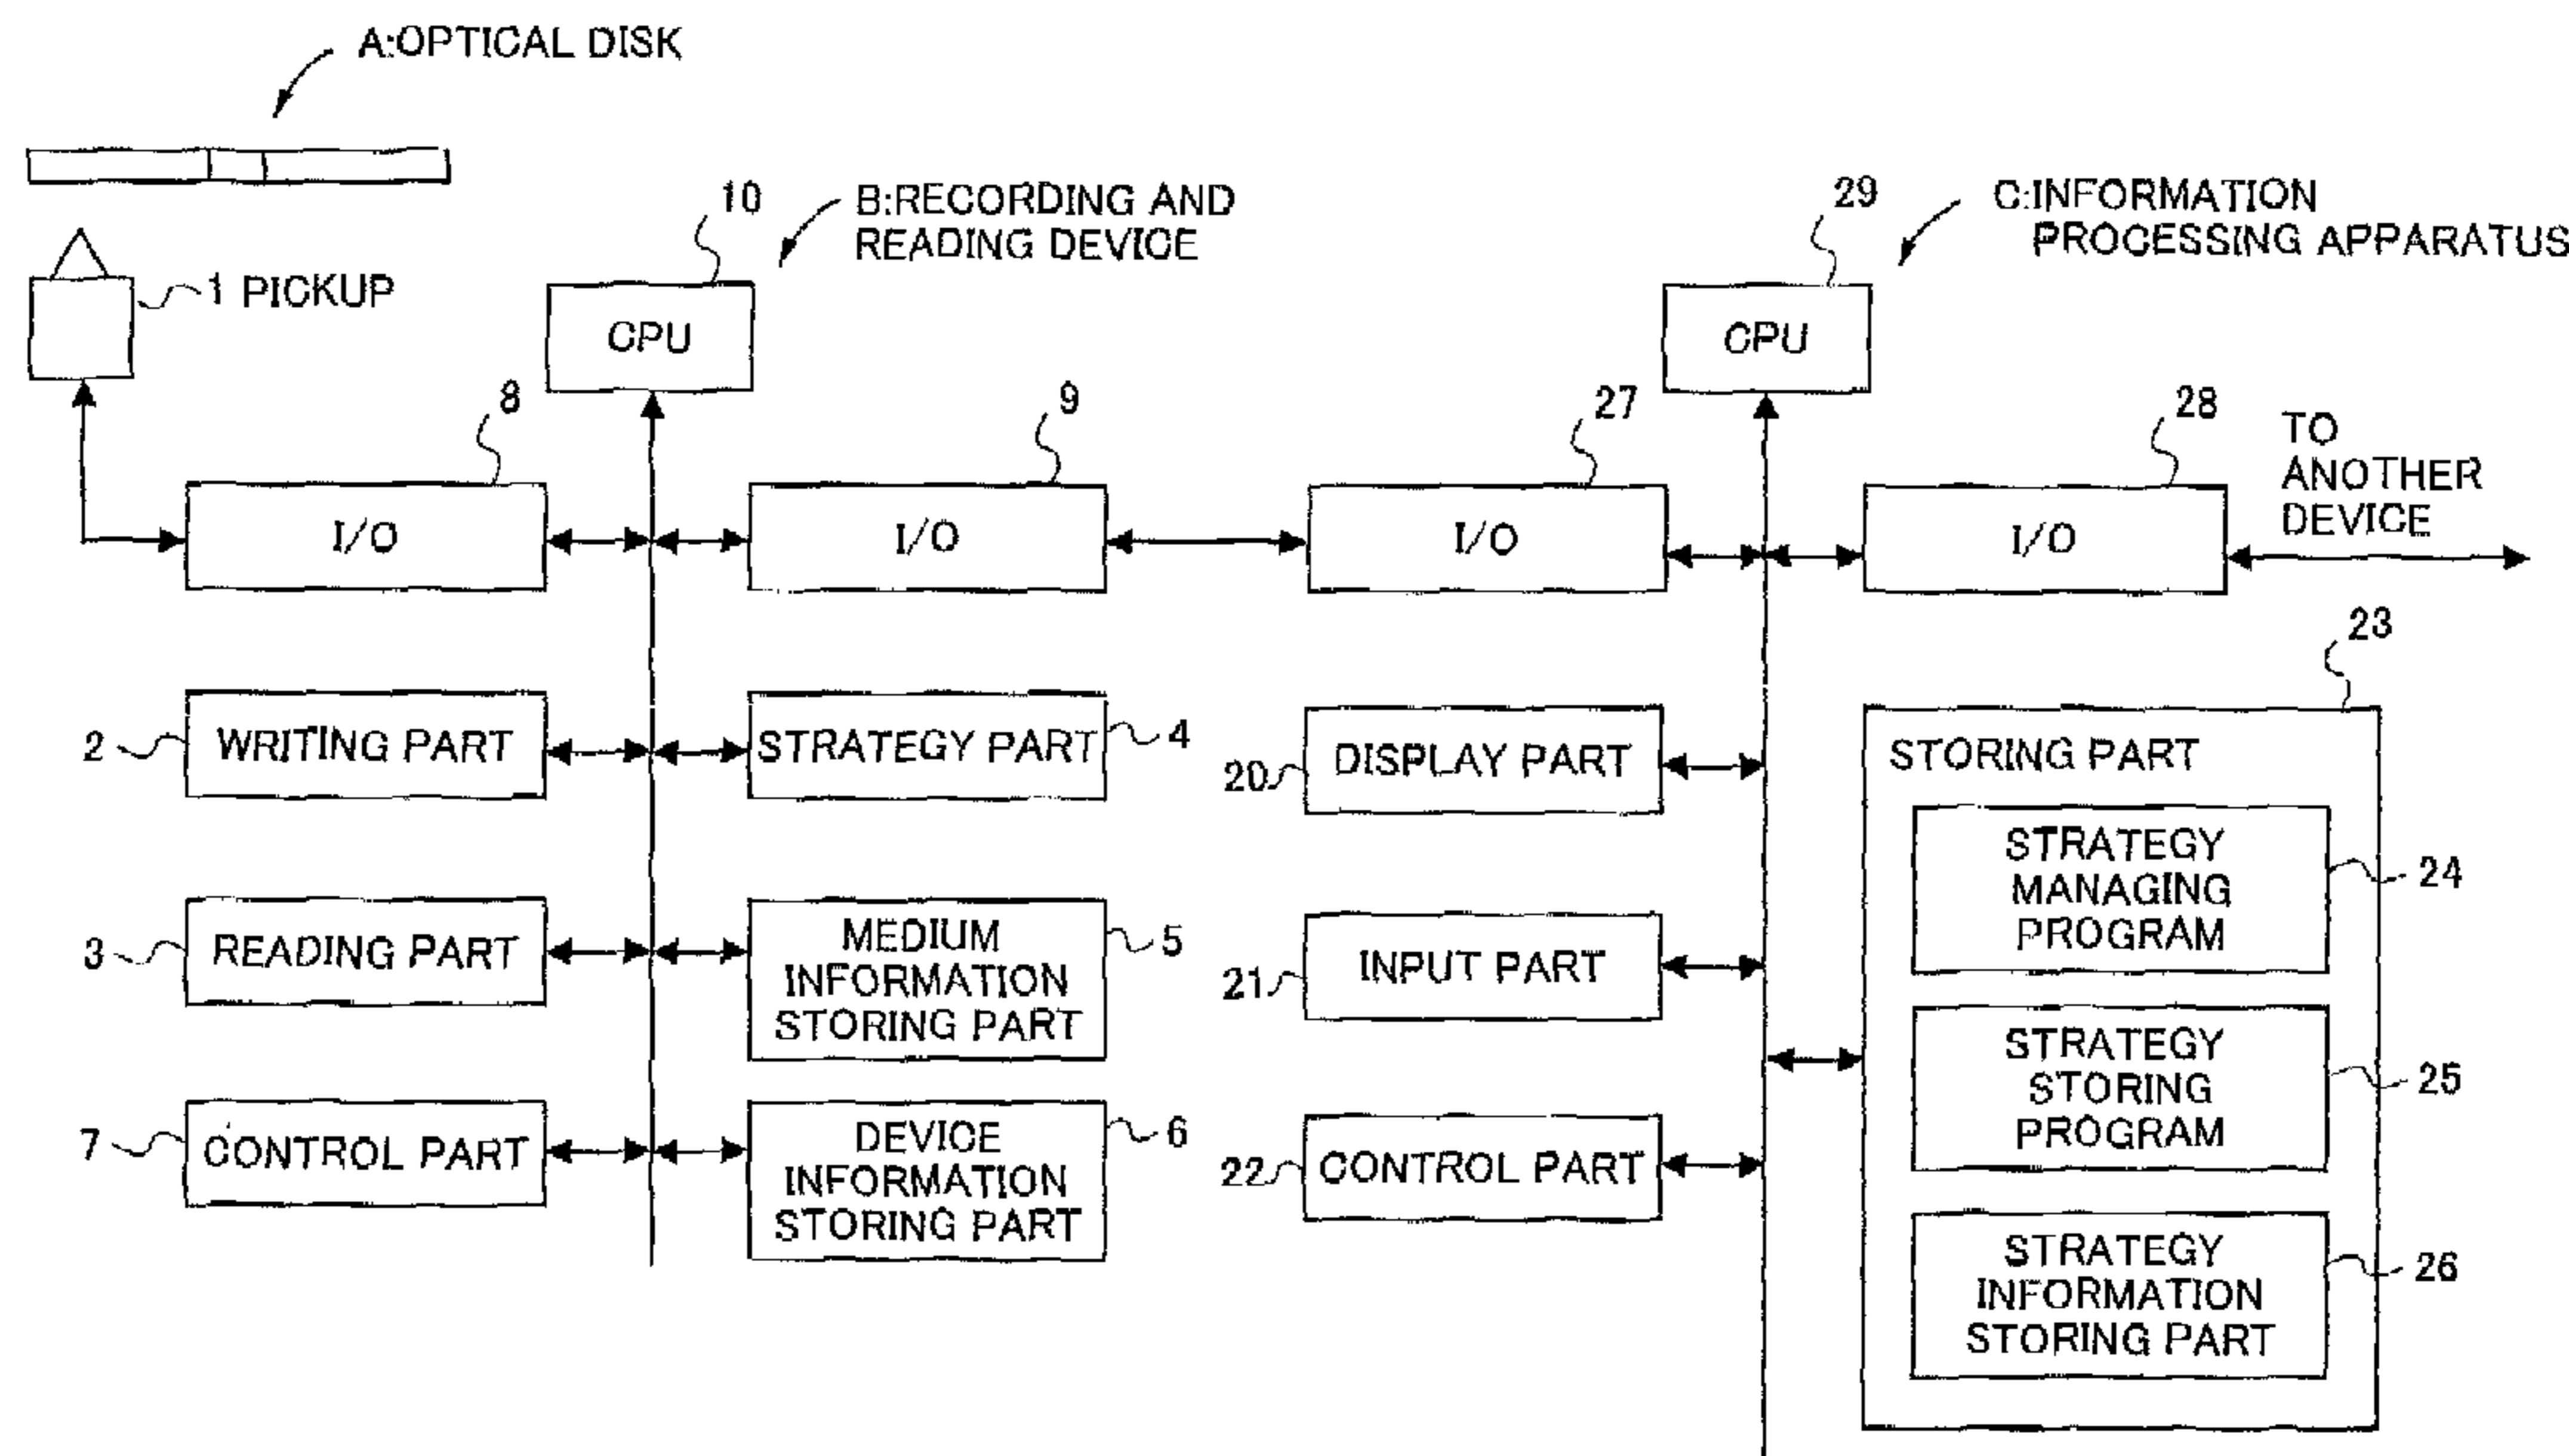 A:OPTICAL DISK
1 PICKUP
10
B:RECORDING AND
READING DEVICE
CPU
29
C:INFORMATION
PROCESSING APPARATUS
CPU
8
I/O
9
I/O
27
I/O
28
I/O
TO
ANOTHER
DEVICE
2
WRITING PART
STRATEGY PART
4
3
READING PART
MEDIUM
INFORMATION
STORING PART
5
7
CONTROL PART
DEVICE
INFORMATION
STORING PART
6
20
DISPLAY PART
21
INPUT PART
22
CONTROL PART
23
STORING PART
STRATEGY
MANAGING
PROGRAM
24
STRATEGY
STORING
PROGRAM
25
STRATEGY
INFORMATION
STORING PART
26